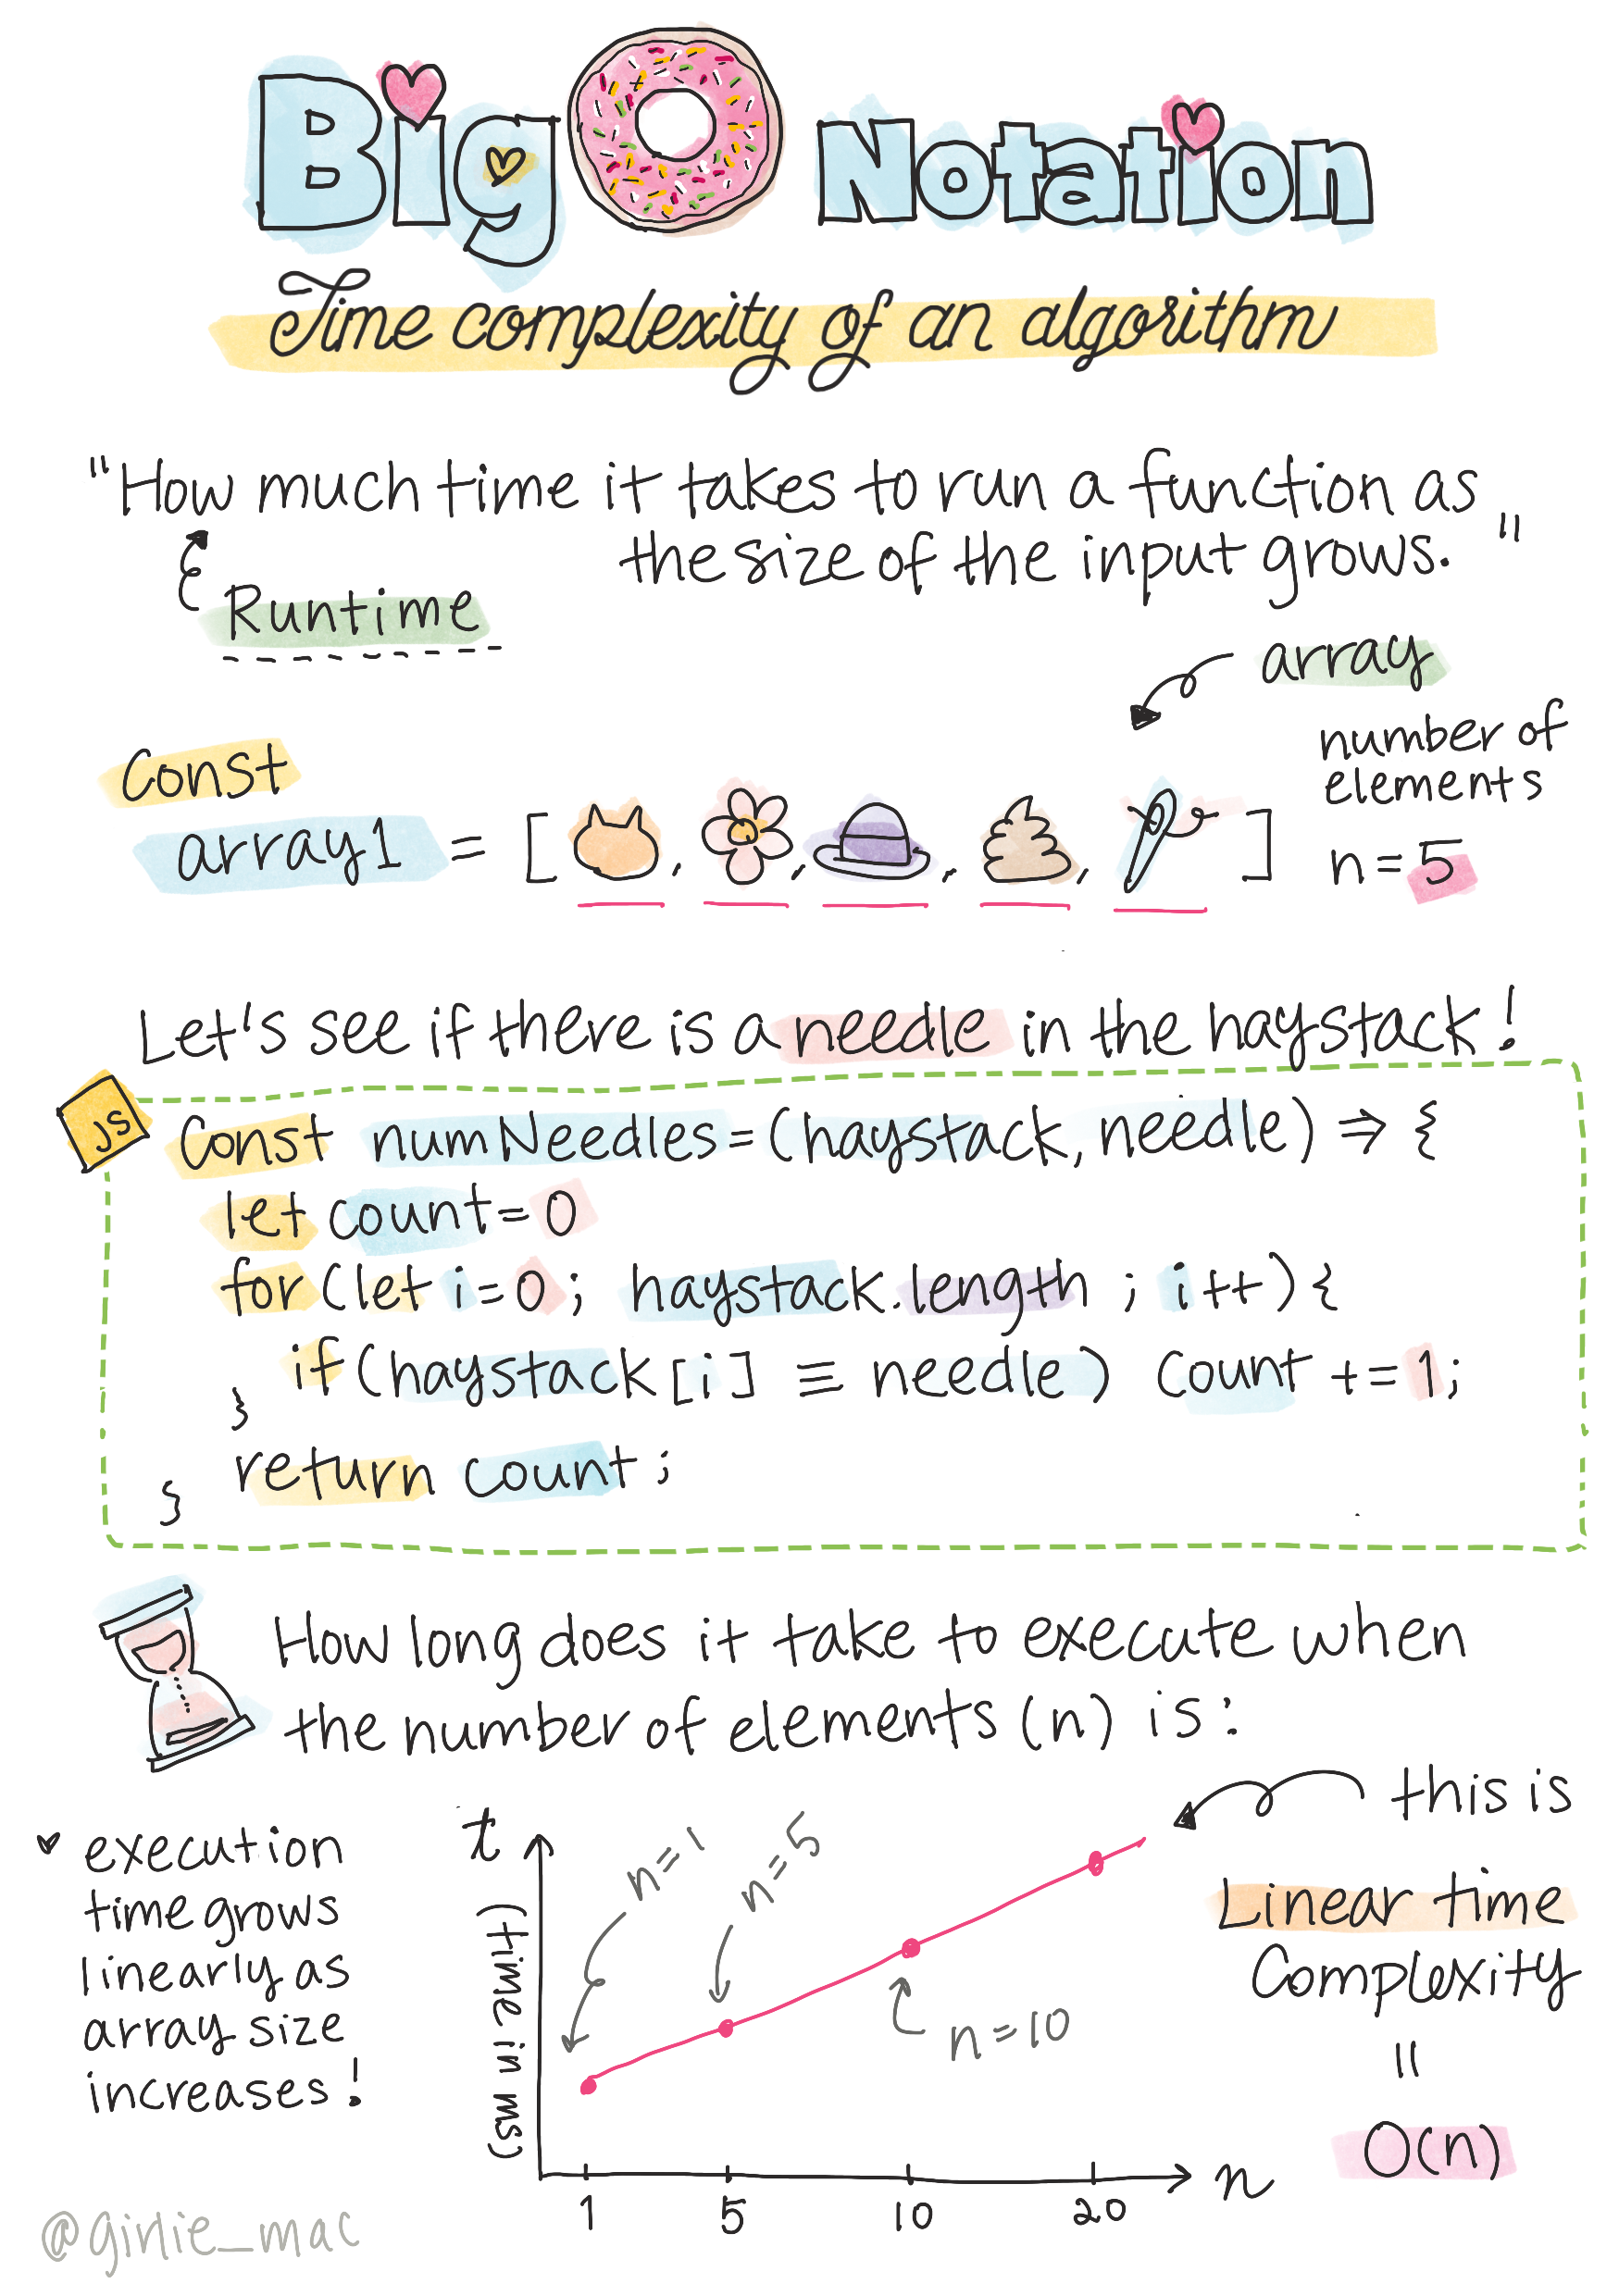 Big O Notation
Time complexity of an algorithm
"How much time it takes to run a function as
the size of the input grows."
Runtime
array
Const
array1 = [ , , , , ]
number of
elements
n = 5
Let's see if there is a needle in the haystack!
JS
Const numNeedles = (haystack, needle) => {
let count = 0
for (let i = 0 ; haystack.length ; i++) {
if (haystack [i] ≡ needle) Count += 1;
}
return count ;
}
How long does it take to execute when
the number of elements (n) is :
execution
time grows
linearly as
array size
increases!
t
(time in ms)
n=1
n=5
n=10
1 5 10 20
n
this is
Linear time
Complexity
=
O(n)
@girlie_mac